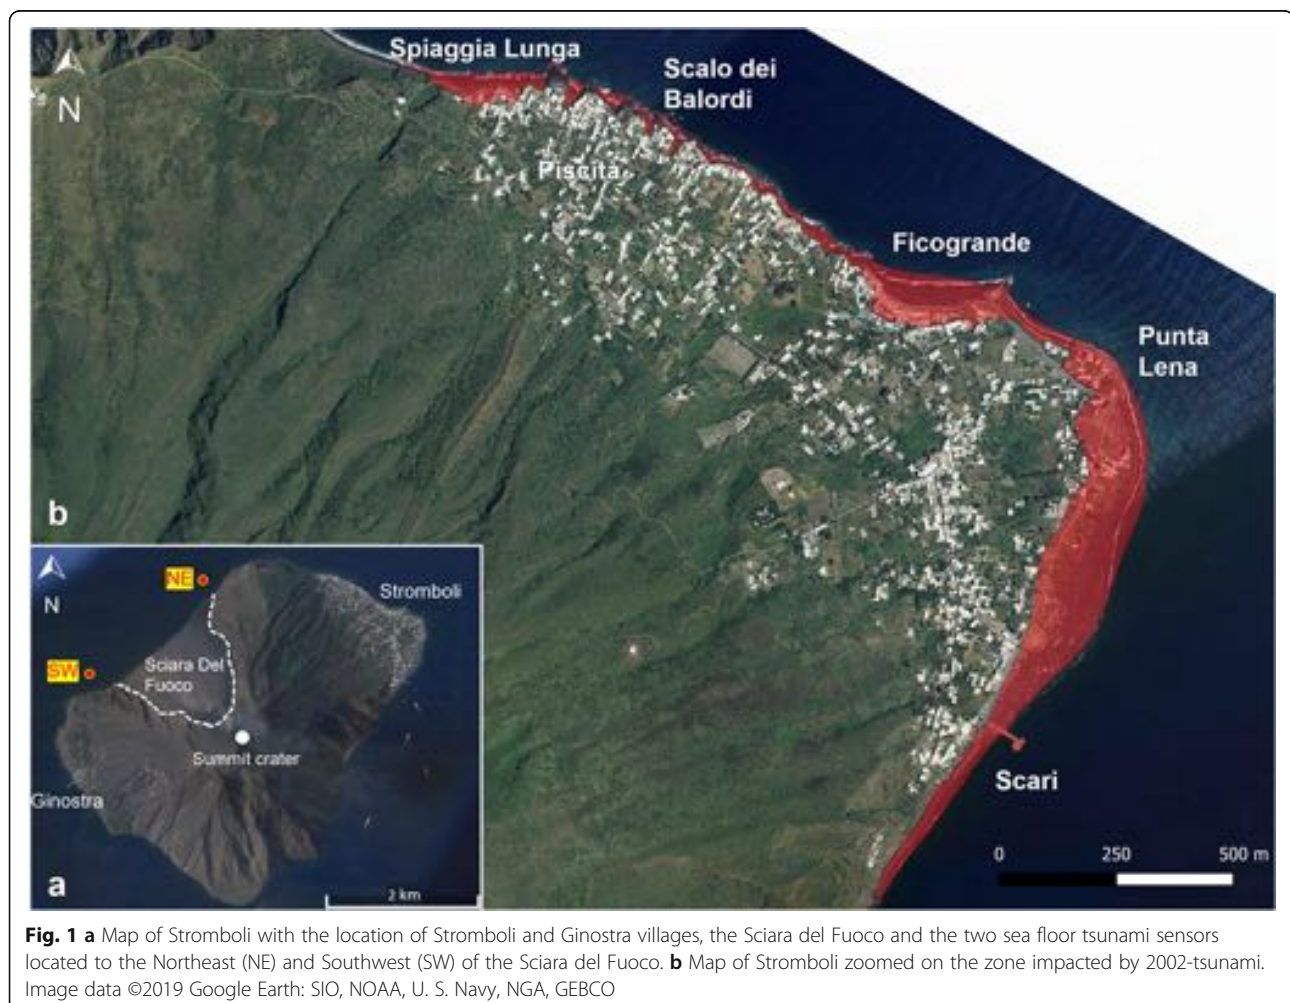 Spiaggia Lunga
Scalo dei
Balordi
N
Piscità
Ficogrande
Punta
Lena
b
NE
N
Stromboli
SW
Sciara Del
Fuoco
Summit crater
Ginostra
Scari
0 250 500 m
a
2 km
Fig. 1 a Map of Stromboli with the location of Stromboli and Ginostra villages, the Sciara del Fuoco and the two sea floor tsunami sensors
located to the Northeast (NE) and Southwest (SW) of the Sciara del Fuoco. b Map of Stromboli zoomed on the zone impacted by 2002-tsunami.
Image data ©2019 Google Earth: SIO, NOAA, U. S. Navy, NGA, GEBCO